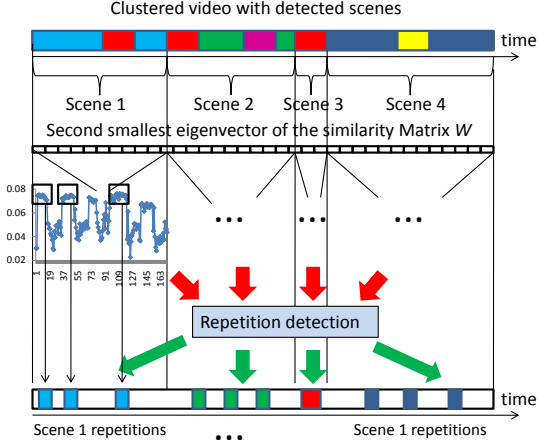 Clustered video with detected scenes
time
Scene 1 Scene 2 Scene 3 Scene 4
Second smallest eigenvector of the similarity Matrix W
0.08
0.06
0.04
0.02
... ... ...
1 19 37 55 73 91 109 127 145 163
Repetition detection
time
Scene 1 repetitions ... Scene 1 repetitions